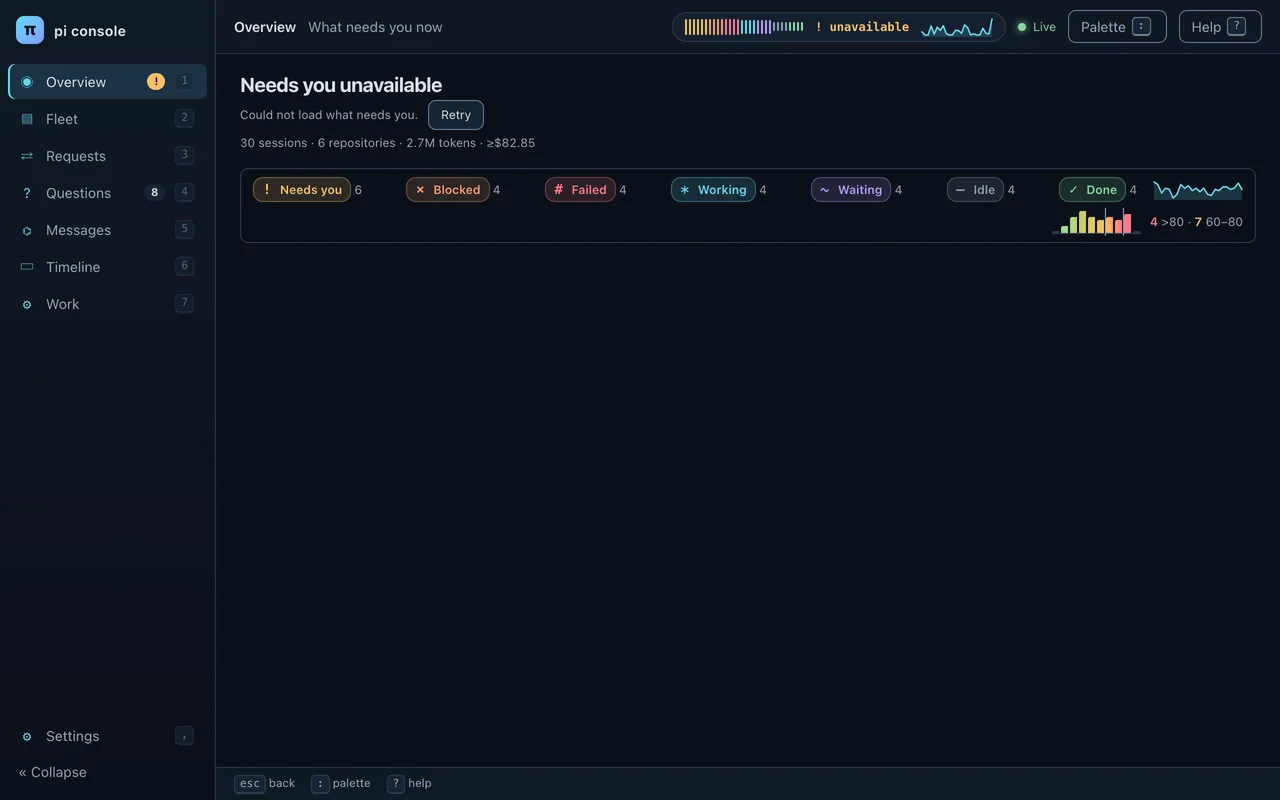 π pi console
Overview ! 1
Fleet 2
Requests 3
Questions 8 4
Messages 5
Timeline 6
Work 7
Settings ,
« Collapse
Overview What needs you now ! unavailable Live Palette : Help ?
Needs you unavailable
Could not load what needs you. Retry
30 sessions · 6 repositories · 2.7M tokens · ≥$82.85
! Needs you 6 × Blocked 4 # Failed 4 * Working 4 ~ Waiting 4 – Idle 4 ✓ Done 4
4 >80 · 7 60–80
esc back : palette ? help